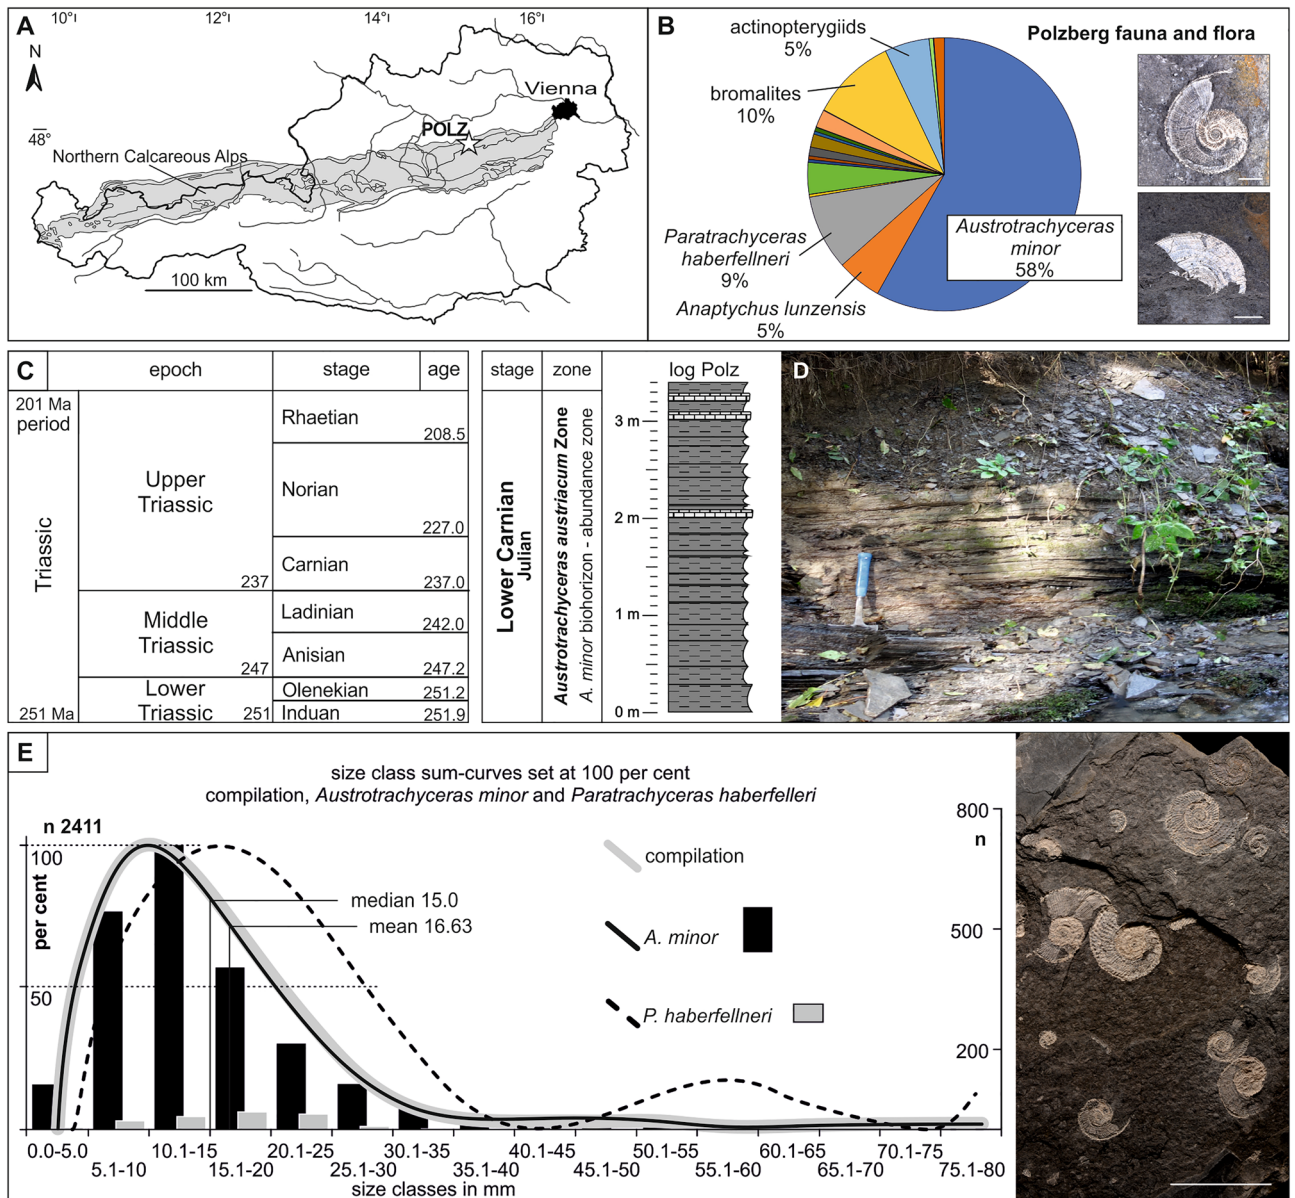 A
10°
12°
14°
16°
N
48°
Vienna
POLZ
Northern Calcareous Alps
100 km
B
Polzberg fauna and flora
actinopterygiids
5%
bromalites
10%
Paratrachyceras
haberfellneri
9%
Anaptychus lunzensis
5%
Austrotrachyceras
minor
58%
C
epoch
stage
age
201 Ma
period
Triassic
251 Ma
Upper
Triassic
237
Middle
Triassic
247
Lower
Triassic
251
Rhaetian
208.5
Norian
227.0
Carnian
237.0
Ladinian
242.0
Anisian
247.2
Olenekian
251.2
Induan
251.9
stage
zone
log Polz
Lower Carnian
Julian
Austrotrachyceras austriacum Zone
A. minor biohorizon - abundance zone
3 m
2 m
1 m
0 m
D
E
size class sum-curves set at 100 per cent
compilation, Austrotrachyceras minor and Paratrachyceras haberfelleri
n 2411
100
50
per cent
median 15.0
mean 16.63
compilation
A. minor
P. haberfellneri
800
n
500
200
0.0-5.0
5.1-10
10.1-15
15.1-20
20.1-25
25.1-30
30.1-35
35.1-40
40.1-45
45.1-50
50.1-55
55.1-60
60.1-65
65.1-70
70.1-75
75.1-80
size classes in mm